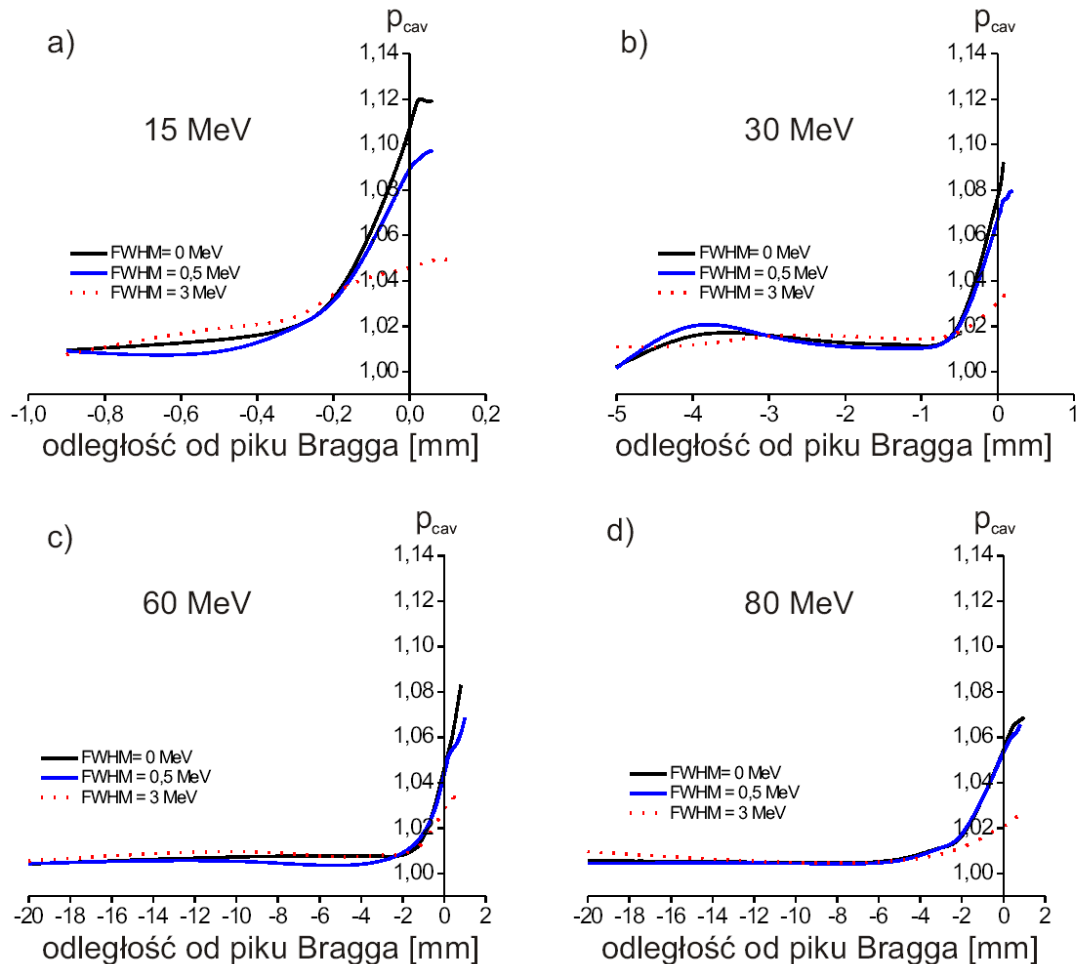 a)
p cav
15 MeV
1,14
1,12
1,10
1,08
1,06
1,04
1,02
1,00
FWHM= 0 MeV
FWHM = 0,5 MeV
FWHM = 3 MeV
-1,0 -0,8 -0,6 -0,4 -0,2 0,0 0,2
odległość od piku Bragga [mm]
b)
p cav
30 MeV
1,14
1,12
1,10
1,08
1,06
1,04
1,02
1,00
FWHM= 0 MeV
FWHM = 0,5 MeV
FWHM = 3 MeV
-5 -4 -3 -2 -1 0 1
odległość od piku Bragga [mm]
c)
p cav
60 MeV
1,14
1,12
1,10
1,08
1,06
1,04
1,02
1,00
FWHM= 0 MeV
FWHM = 0,5 MeV
FWHM = 3 MeV
-20 -18 -16 -14 -12 -10 -8 -6 -4 -2 0 2
odległość od piku Bragga [mm]
d)
p cav
80 MeV
1,14
1,12
1,10
1,08
1,06
1,04
1,02
1,00
FWHM= 0 MeV
FWHM = 0,5 MeV
FWHM = 3 MeV
-20 -18 -16 -14 -12 -10 -8 -6 -4 -2 0 2
odległość od piku Bragga [mm]